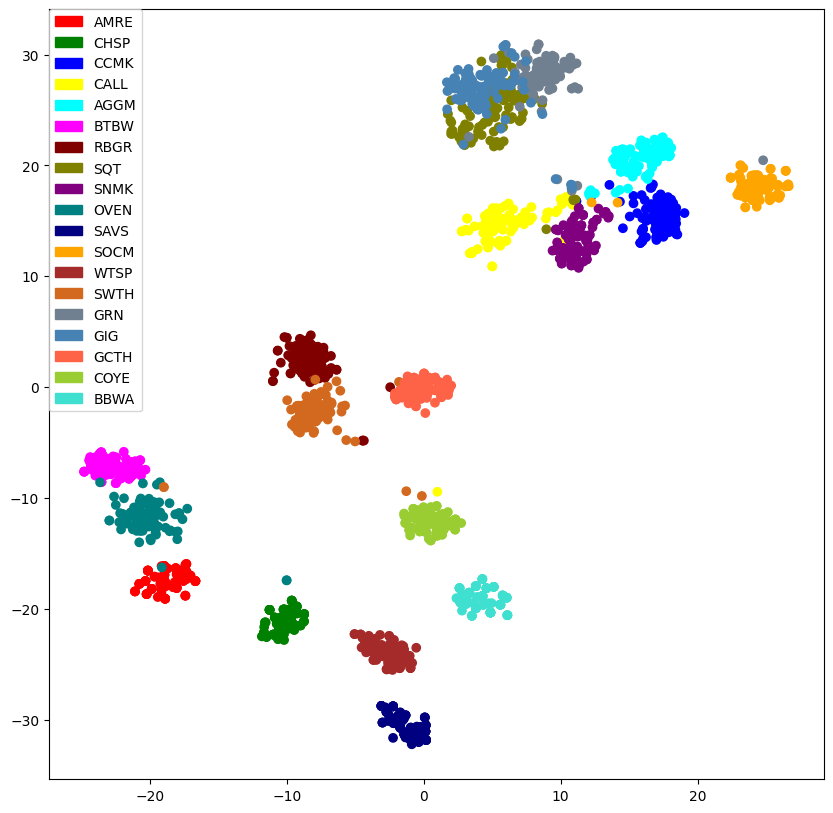 AMRE
CHSP
CCMK
CALL
AGGM
BTBW
RBGR
SQT
SNMK
OVEN
SAVS
SOCM
WTSP
SWTH
GRN
GIG
GCTH
COYE
BBWA
30
20
10
0
−10
−20
−30
−20 −10 0 10 20